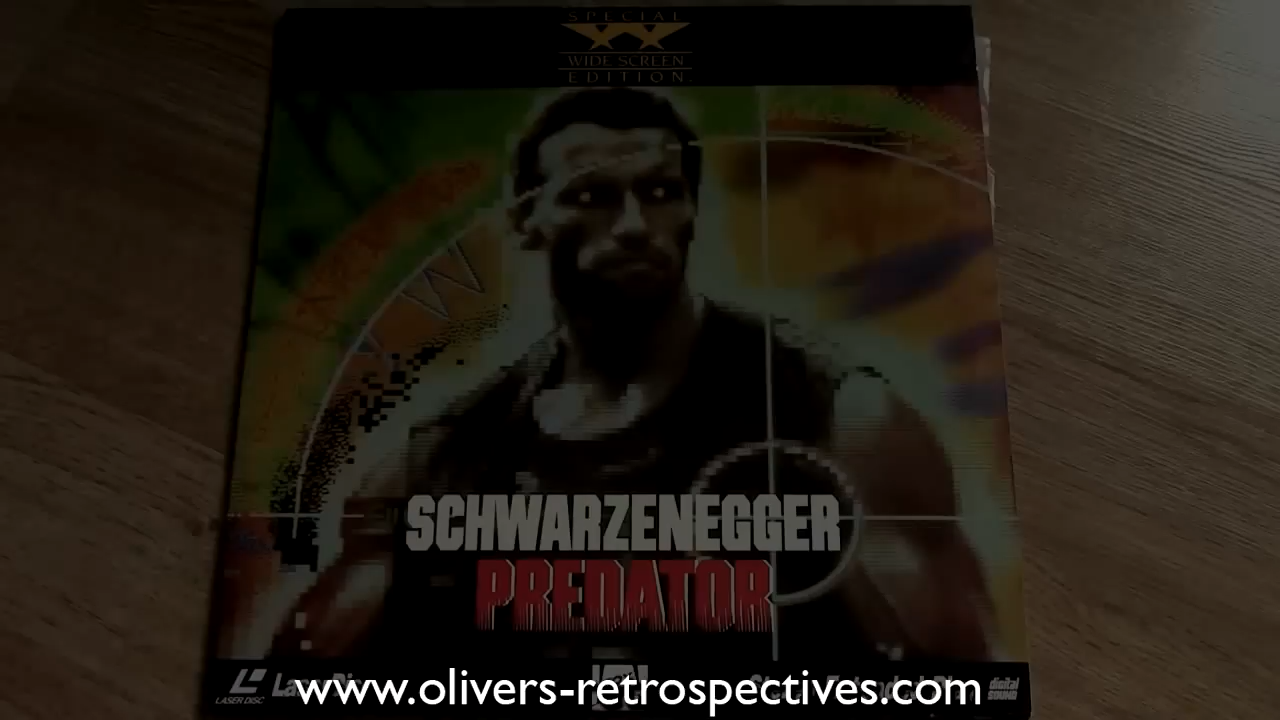 SPECIAL
WIDE SCREEN
EDITION
SCHWARZENEGGER
PREDATOR
LASER DISC
digital
SOUND
www.olivers-retrospectives.com